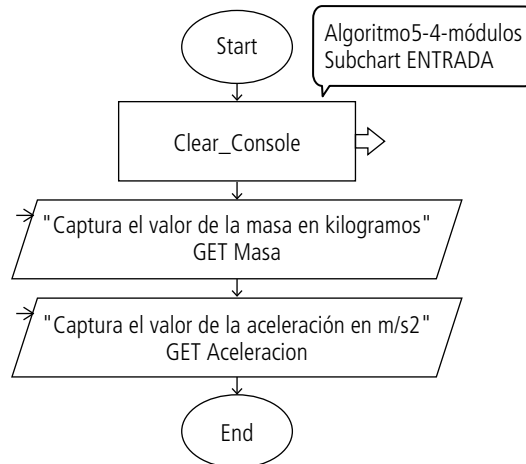 Start
Algoritmo5-4-módulos
Subchart ENTRADA
Clear_Console
"Captura el valor de la masa en kilogramos"
GET Masa
"Captura el valor de la aceleración en m/s2"
GET Aceleracion
End